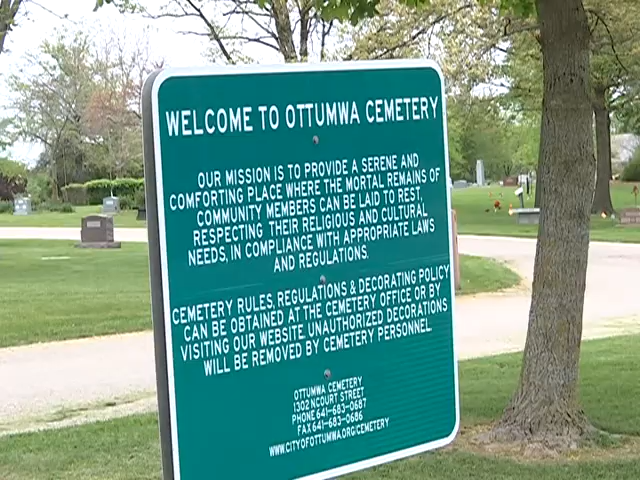 WELCOME TO OTTUMWA CEMETERY
OUR MISSION IS TO PROVIDE A SERENE AND
COMFORTING PLACE WHERE THE MORTAL REMAINS OF
COMMUNITY MEMBERS CAN BE LAID TO REST,
RESPECTING THEIR RELIGIOUS AND CULTURAL
NEEDS, IN COMPLIANCE WITH APPROPRIATE LAWS
AND REGULATIONS.
CEMETERY RULES, REGULATIONS & DECORATING POLICY
CAN BE OBTAINED AT THE CEMETERY OFFICE OR BY
VISITING OUR WEBSITE UNAUTHORIZED DECORATIONS
WILL BE REMOVED BY CEMETERY PERSONNEL
OTTUMWA CEMETERY
1302 N COURT STREET
PHONE 641-683-0687
FAX 641-683-0686
WWW.CITYOFOTTUMWA.ORG/CEMETERY